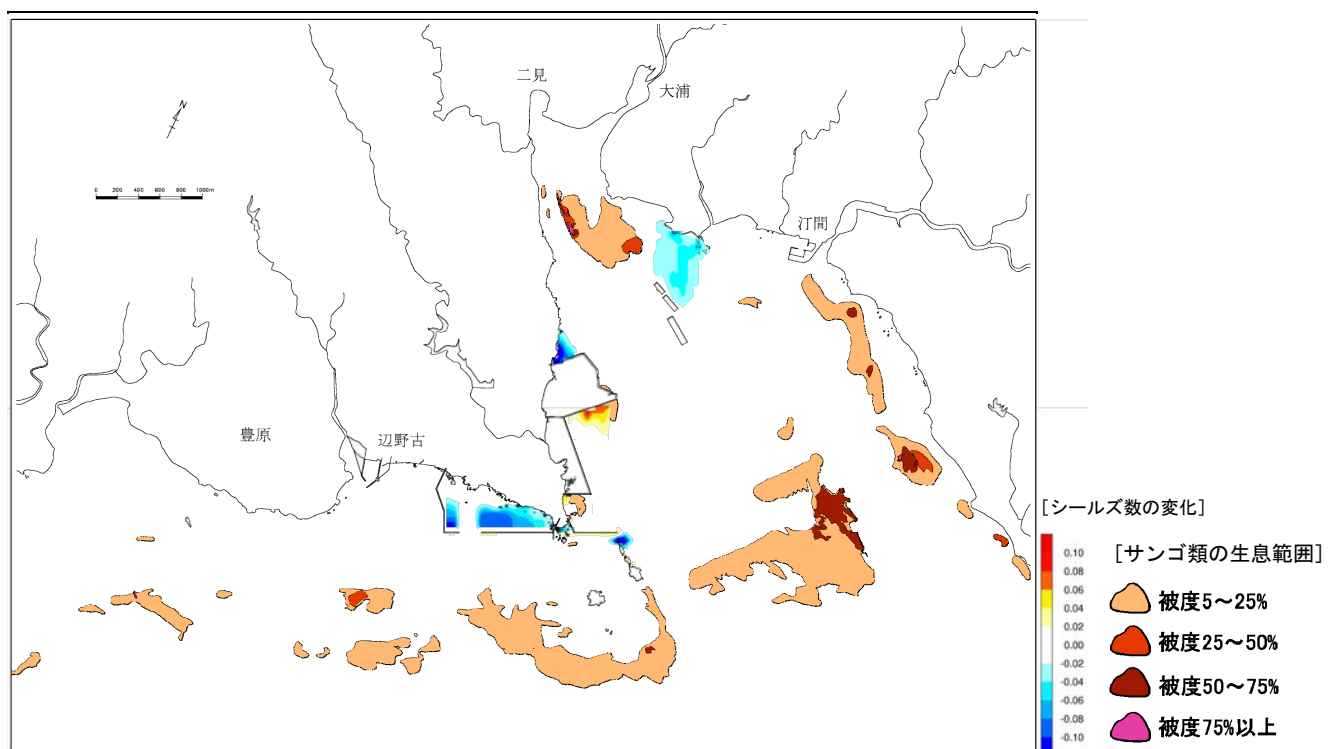 二見
大浦
N
0 200 400 600 800 1000m
汀間
豊原
辺野古
[シールズ数の変化]
0.10
0.08
0.06
0.04
0.02
0.00
-0.02
-0.04
-0.06
-0.08
-0.10
[サンゴ類の生息範囲]
被度5～25%
被度25～50%
被度50～75%
被度75%以上